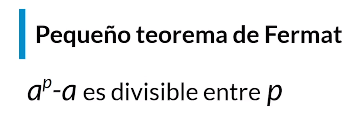 Pequeño teorema de Fermat
aᵖ-a es divisible entre p